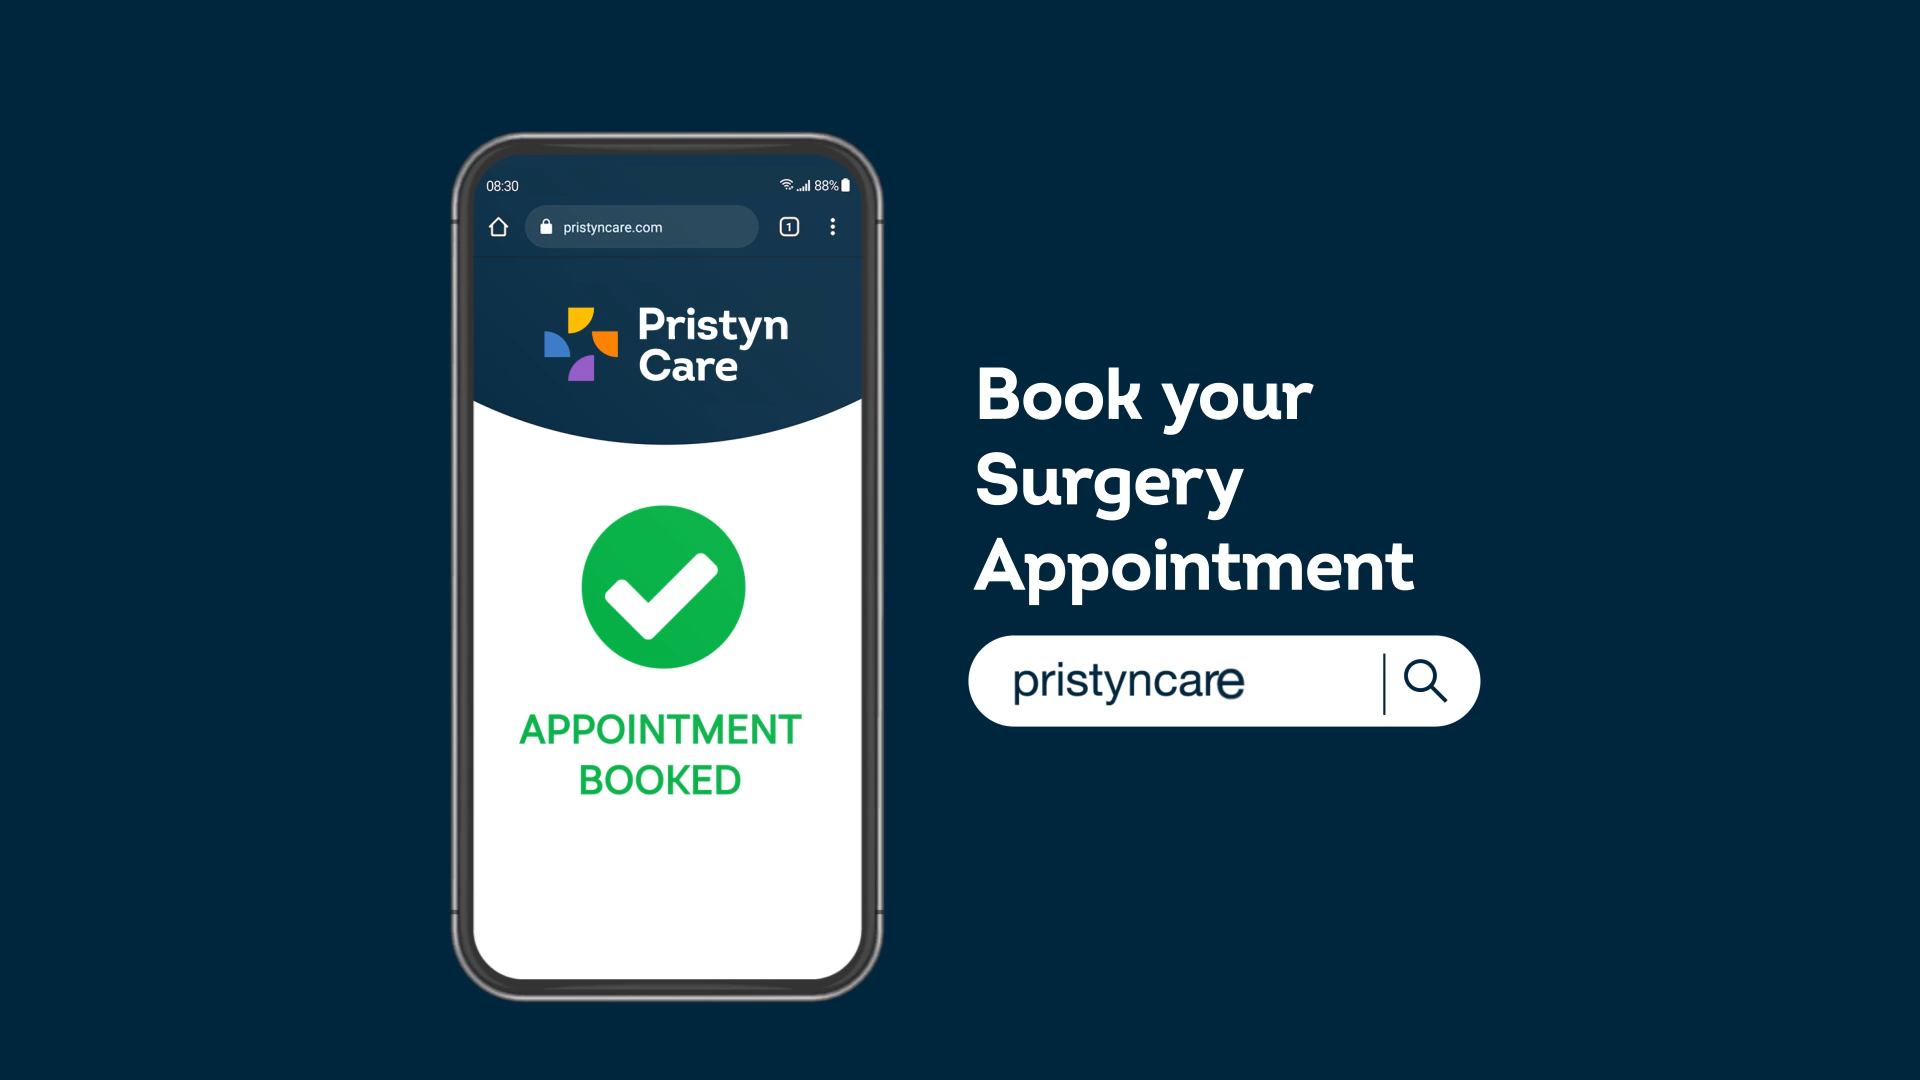 08:30
88%
pristyncare.com
1
Pristyn
Care
APPOINTMENT
BOOKED
Book your
Surgery
Appointment
pristyncare